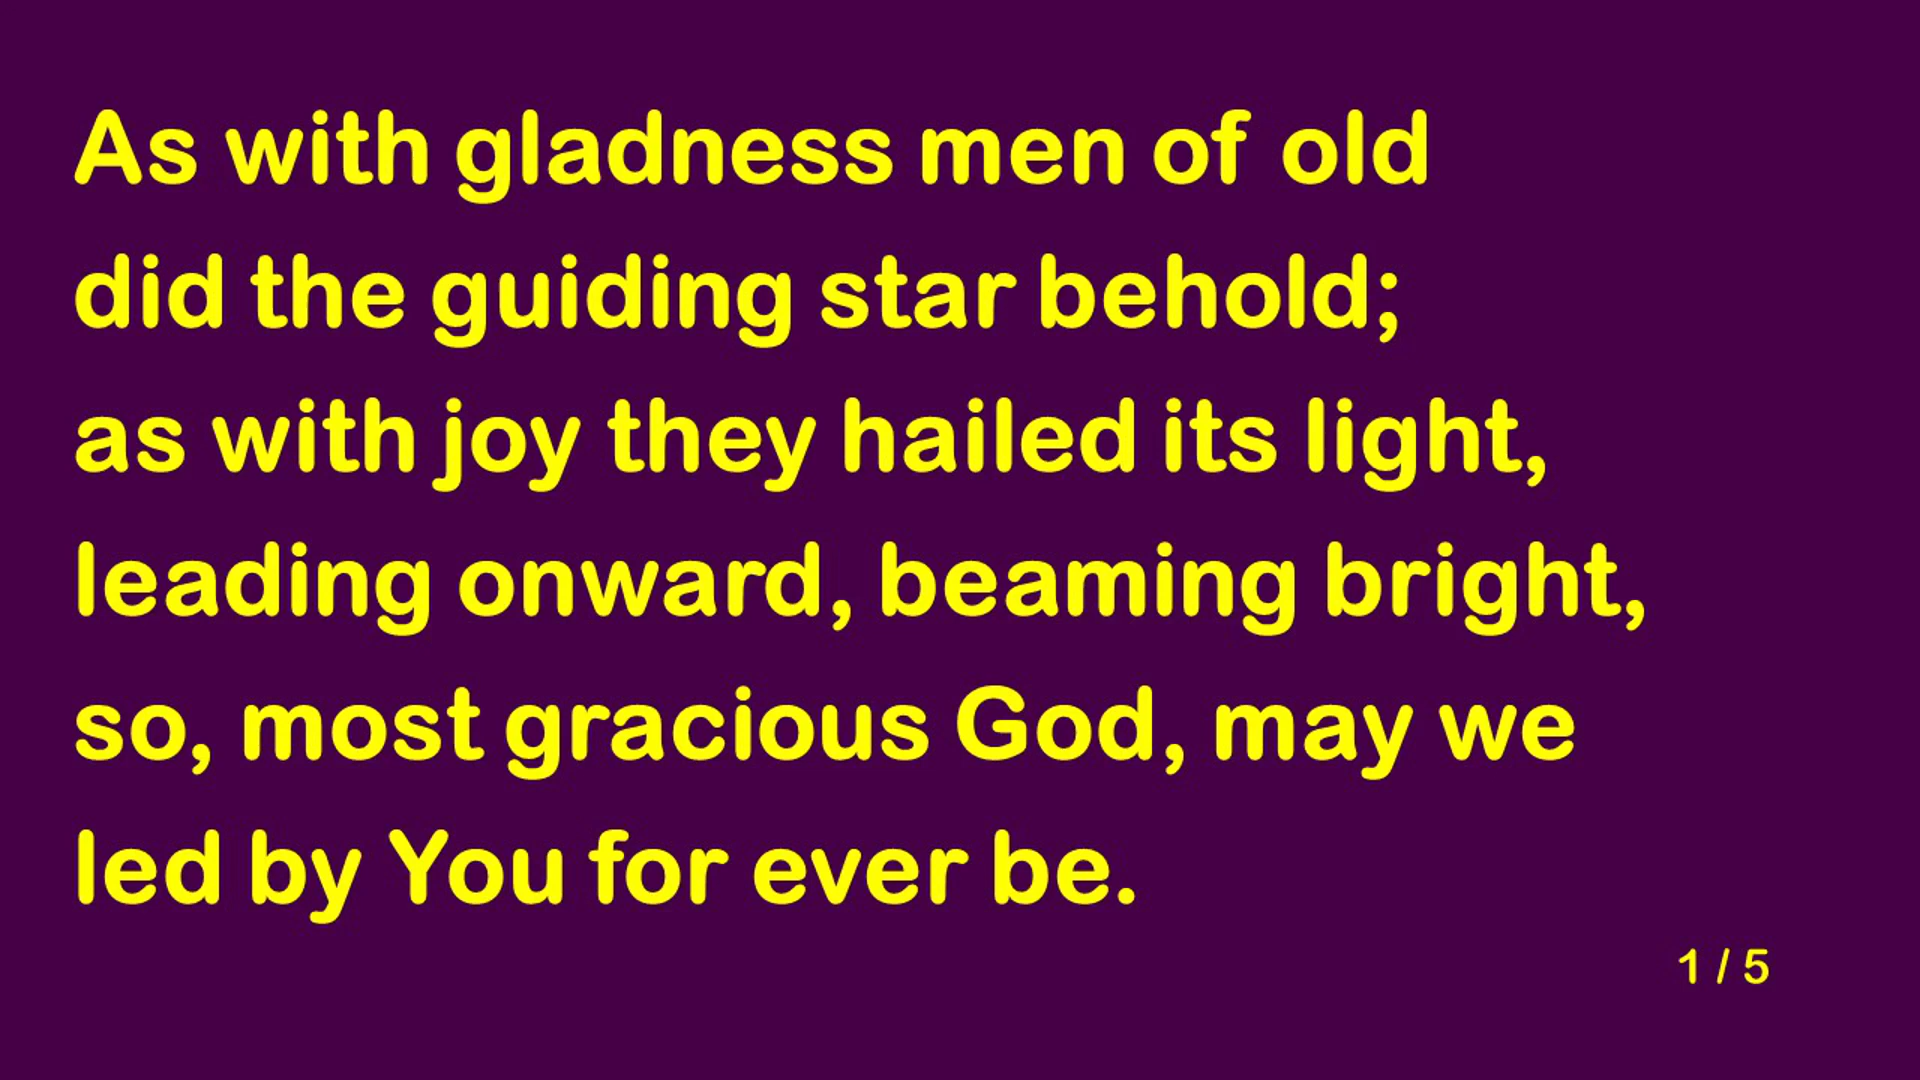 As with gladness men of old
did the guiding star behold;
as with joy they hailed its light,
leading onward, beaming bright,
so, most gracious God, may we
led by You for ever be.
1 / 5